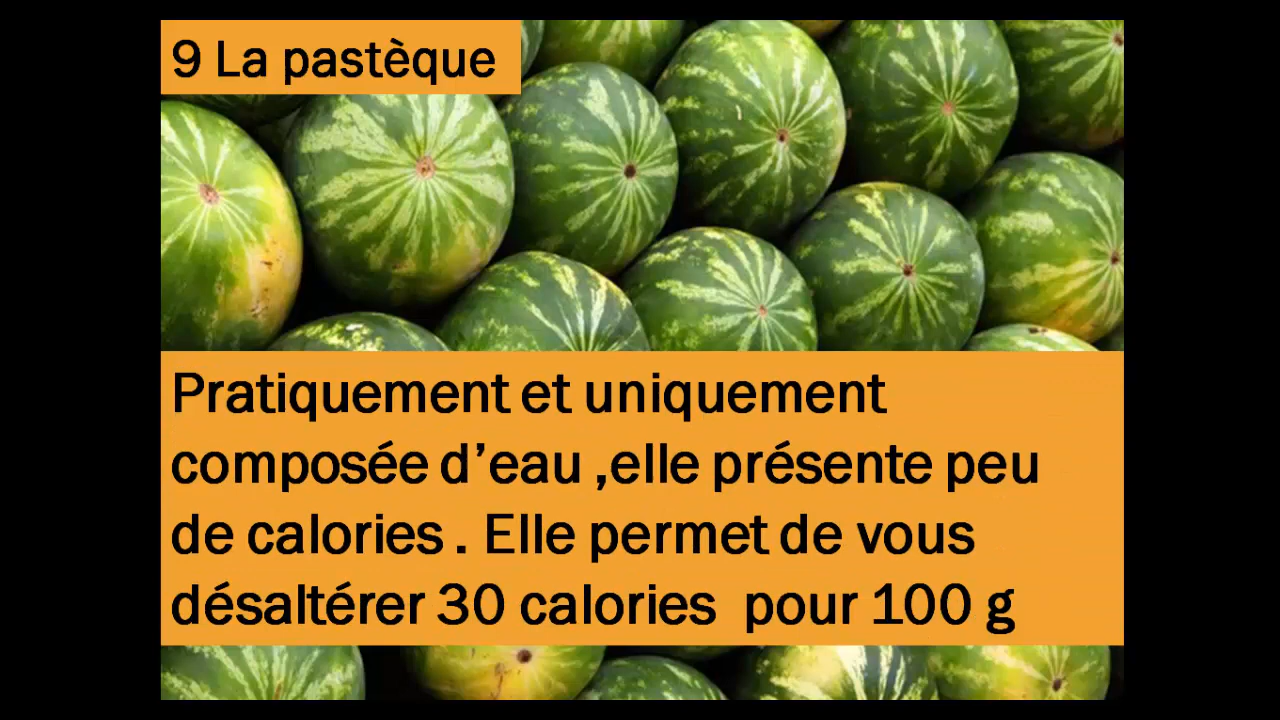 9 La pastèque
Pratiquement et uniquement
composée d’eau ,elle présente peu
de calories . Elle permet de vous
désaltérer 30 calories pour 100 g